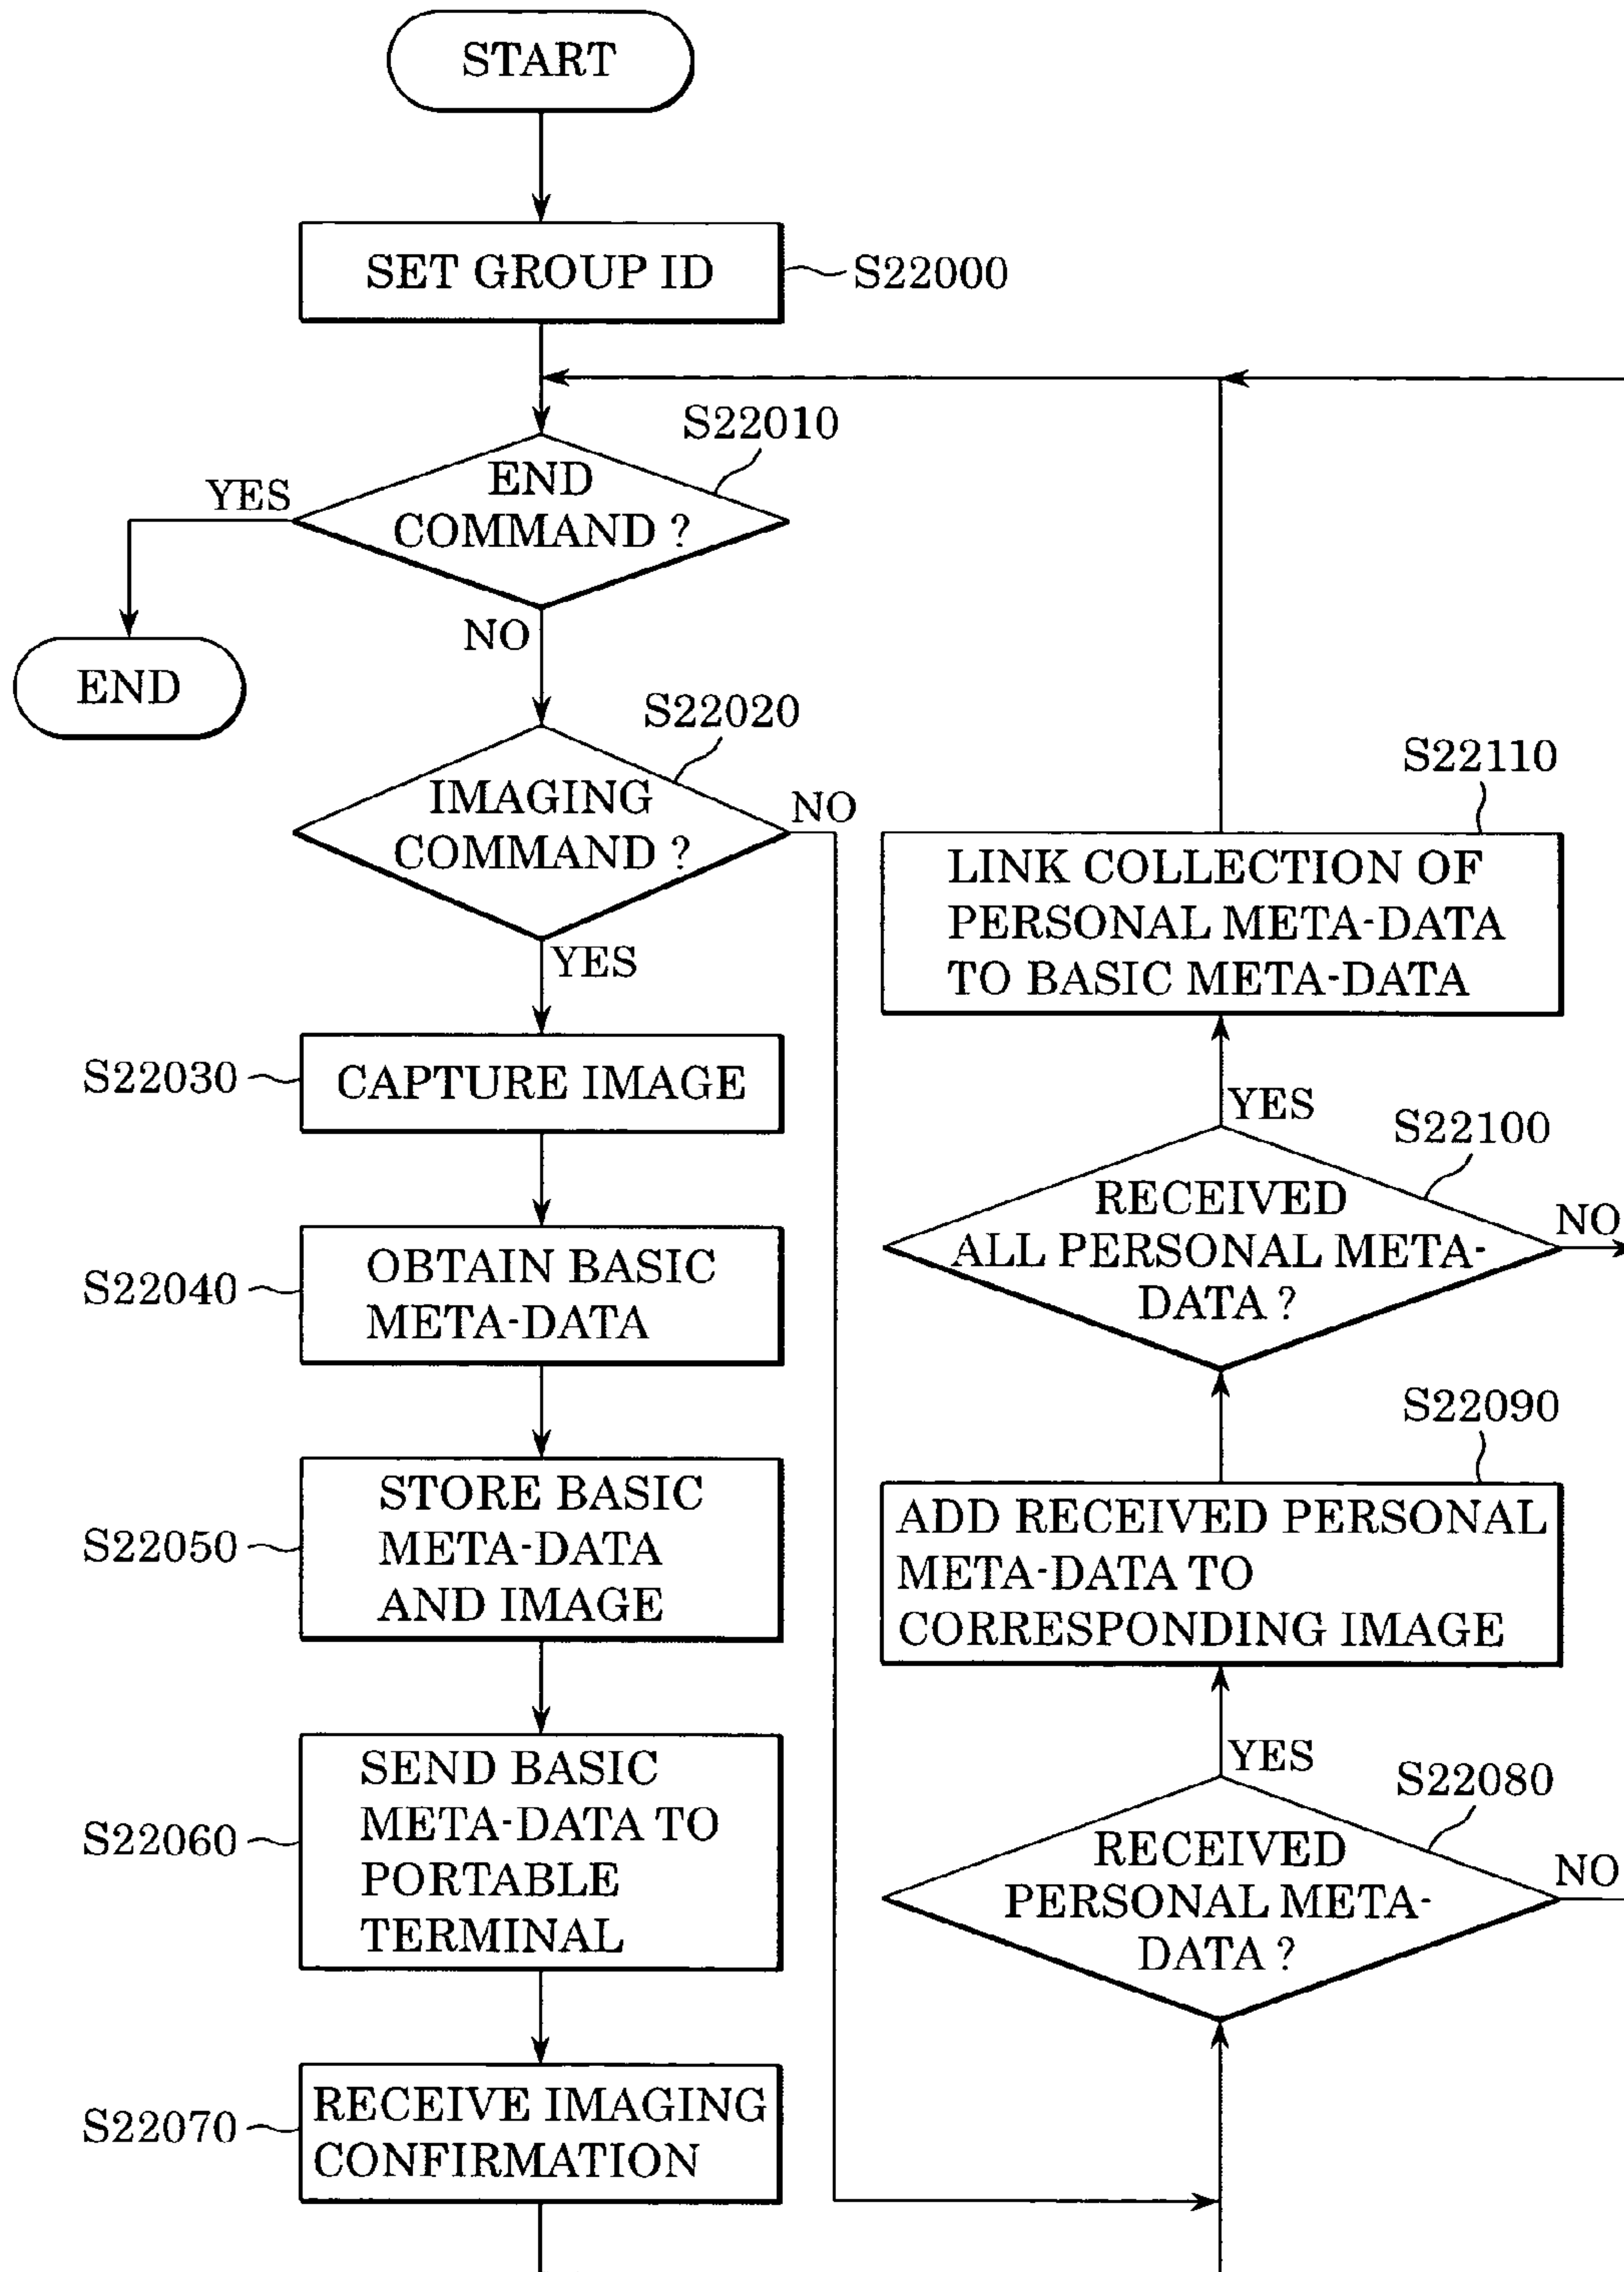 START
SET GROUP ID
S22000
S22010
END
COMMAND ?
YES
NO
END
S22020
IMAGING
COMMAND ?
NO
YES
S22030
CAPTURE IMAGE
S22040
OBTAIN BASIC
META-DATA
S22050
STORE BASIC
META-DATA
AND IMAGE
S22060
SEND BASIC
META-DATA TO
PORTABLE
TERMINAL
S22070
RECEIVE IMAGING
CONFIRMATION
S22110
LINK COLLECTION OF
PERSONAL META-DATA
TO BASIC META-DATA
YES
S22100
RECEIVED
ALL PERSONAL META-
DATA ?
NO
S22090
ADD RECEIVED PERSONAL
META-DATA TO
CORRESPONDING IMAGE
YES
S22080
RECEIVED
PERSONAL META-
DATA ?
NO